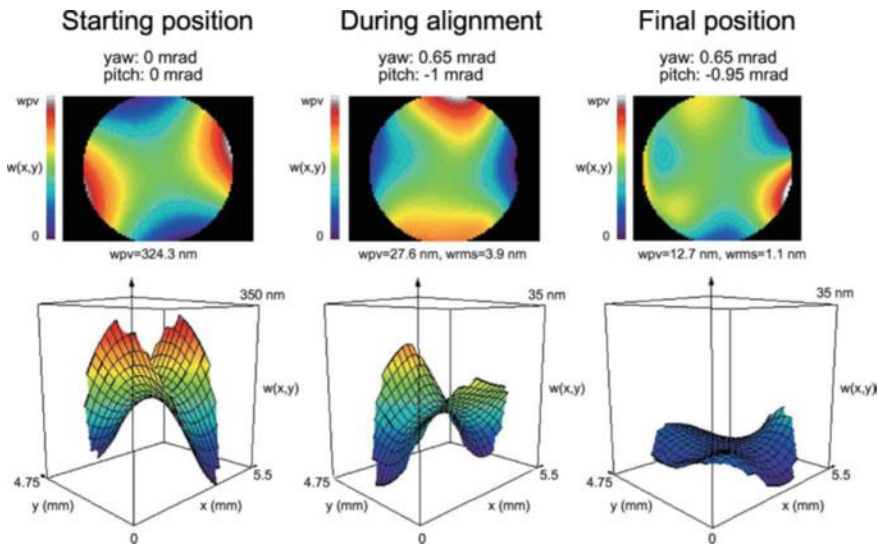 Starting position
yaw: 0 mrad
pitch: 0 mrad
wpv
w(x,y)
0
wpv=324.3 nm
350 nm
w(x,y)
4.75
5.5
y (mm)
x (mm)
0
During alignment
yaw: 0.65 mrad
pitch: -1 mrad
wpv
w(x,y)
0
wpv=27.6 nm, wrms=3.9 nm
35 nm
w(x,y)
4.75
5.5
y (mm)
x (mm)
0
Final position
yaw: 0.65 mrad
pitch: -0.95 mrad
wpv
w(x,y)
0
wpv=12.7 nm, wrms=1.1 nm
35 nm
w(x,y)
4.75
5.5
y (mm)
x (mm)
0